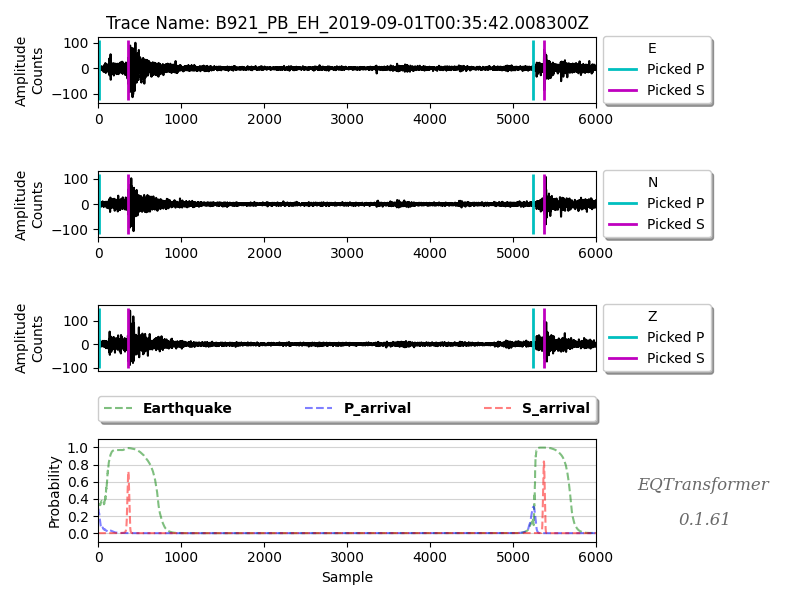 Trace Name: B921_PB_EH_2019-09-01T00:35:42.008300Z
Amplitude
Counts
100
0
−100
0 1000 2000 3000 4000 5000 6000
E
Picked P
Picked S
Amplitude
Counts
100
0
−100
0 1000 2000 3000 4000 5000 6000
N
Picked P
Picked S
Amplitude
Counts
100
0
−100
0 1000 2000 3000 4000 5000 6000
Z
Picked P
Picked S
Earthquake P_arrival S_arrival
Probability
1.0
0.8
0.6
0.4
0.2
0.0
0 1000 2000 3000 4000 5000 6000
Sample
EQTransformer
0.1.61